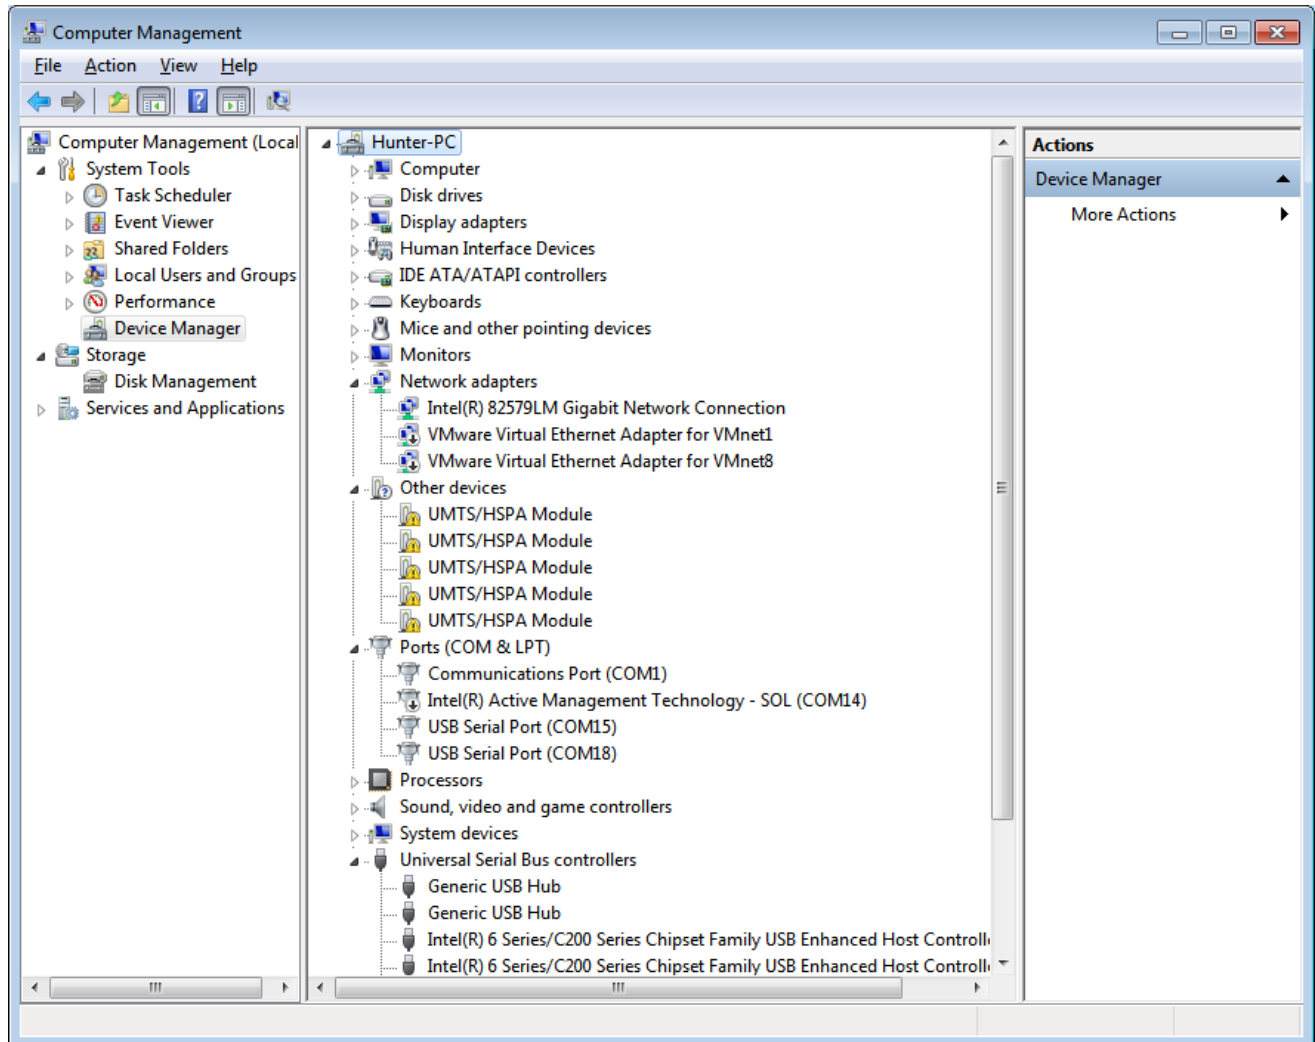 Computer Management
File Action View Help
Computer Management (Local
System Tools
Task Scheduler
Event Viewer
Shared Folders
Local Users and Groups
Performance
Device Manager
Storage
Disk Management
Services and Applications
Hunter-PC
Computer
Disk drives
Display adapters
Human Interface Devices
IDE ATA/ATAPI controllers
Keyboards
Mice and other pointing devices
Monitors
Network adapters
Intel(R) 82579LM Gigabit Network Connection
VMware Virtual Ethernet Adapter for VMnet1
VMware Virtual Ethernet Adapter for VMnet8
Other devices
UMTS/HSPA Module
UMTS/HSPA Module
UMTS/HSPA Module
UMTS/HSPA Module
UMTS/HSPA Module
Ports (COM & LPT)
Communications Port (COM1)
Intel(R) Active Management Technology - SOL (COM14)
USB Serial Port (COM15)
USB Serial Port (COM18)
Processors
Sound, video and game controllers
System devices
Universal Serial Bus controllers
Generic USB Hub
Generic USB Hub
Intel(R) 6 Series/C200 Series Chipset Family USB Enhanced Host Controll
Intel(R) 6 Series/C200 Series Chipset Family USB Enhanced Host Controll
Actions
Device Manager
More Actions